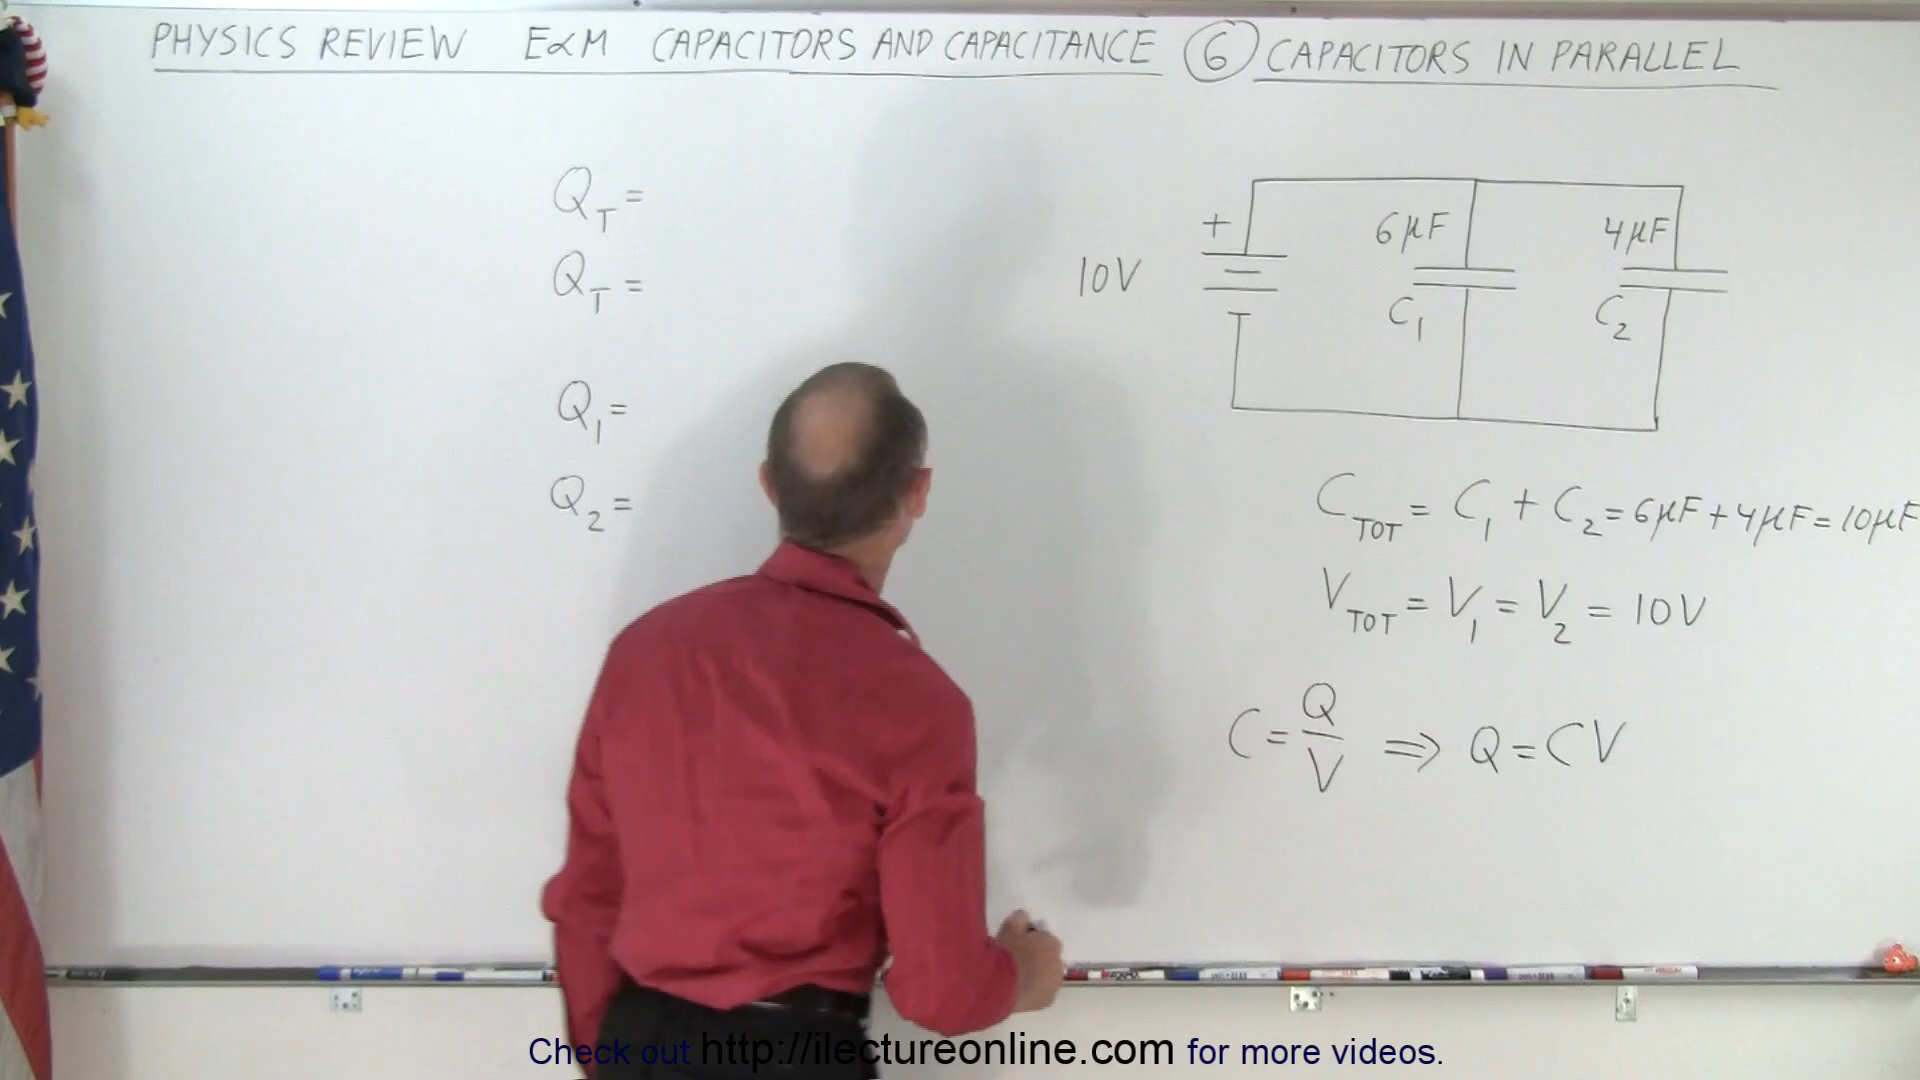 PHYSICS REVIEW E&M CAPACITORS AND CAPACITANCE 6 CAPACITORS IN PARALLEL
Q_T =
Q_T =
Q_1 =
Q_2 =
+
10V
6μF
4μF
C_1
C_2
C_TOT = C_1 + C_2 = 6μF + 4μF = 10μF
V_TOT = V_1 = V_2 = 10V
C = Q/V ⇒ Q = CV
Check out http://ilectureonline.com for more videos.